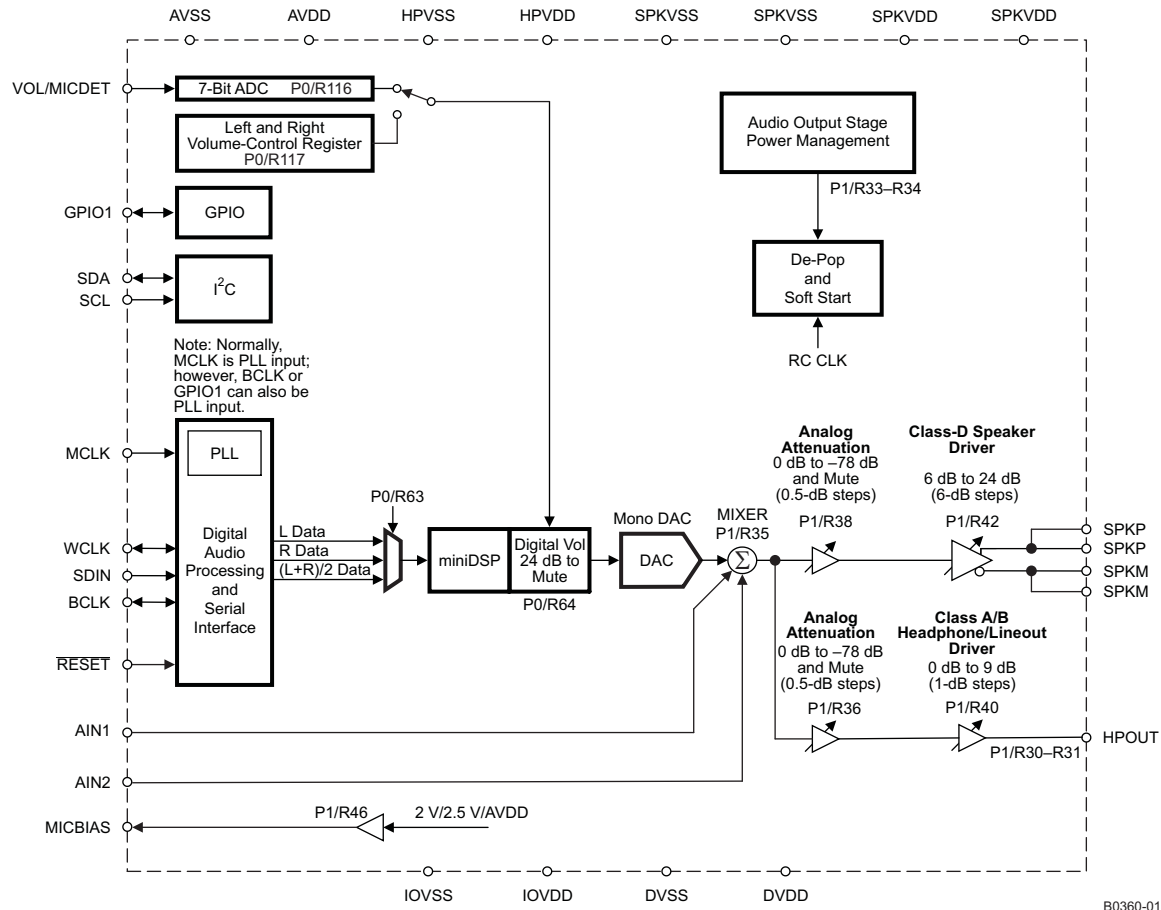 AVSS
AVDD
HPVSS
HPVDD
SPKVSS
SPKVSS
SPKVDD
SPKVDD
VOL/MICDET
7-Bit ADC P0/R116
Left and Right
Volume-Control Register
P0/R117
Audio Output Stage
Power Management
P1/R33–R34
GPIO1
GPIO
De-Pop
and
Soft Start
RC CLK
SDA
SCL
I²C
Note: Normally,
MCLK is PLL input;
however, BCLK or
GPIO1 can also be
PLL input.
MCLK
PLL
WCLK
SDIN
BCLK
RESET
Digital
Audio
Processing
and
Serial
Interface
L Data
R Data
(L+R)/2 Data
P0/R63
miniDSP
Digital Vol
24 dB to
Mute
P0/R64
Mono DAC
DAC
MIXER
P1/R35
Σ
Analog
Attenuation
0 dB to –78 dB
and Mute
(0.5-dB steps)
P1/R38
Class-D Speaker
Driver
6 dB to 24 dB
(6-dB steps)
P1/R42
SPKP
SPKP
SPKM
SPKM
Analog
Attenuation
0 dB to –78 dB
and Mute
(0.5-dB steps)
P1/R36
Class A/B
Headphone/Lineout
Driver
0 dB to 9 dB
(1-dB steps)
P1/R40
P1/R30–R31
HPOUT
AIN1
AIN2
MICBIAS
P1/R46
2 V/2.5 V/AVDD
IOVSS
IOVDD
DVSS
DVDD
B0360-01